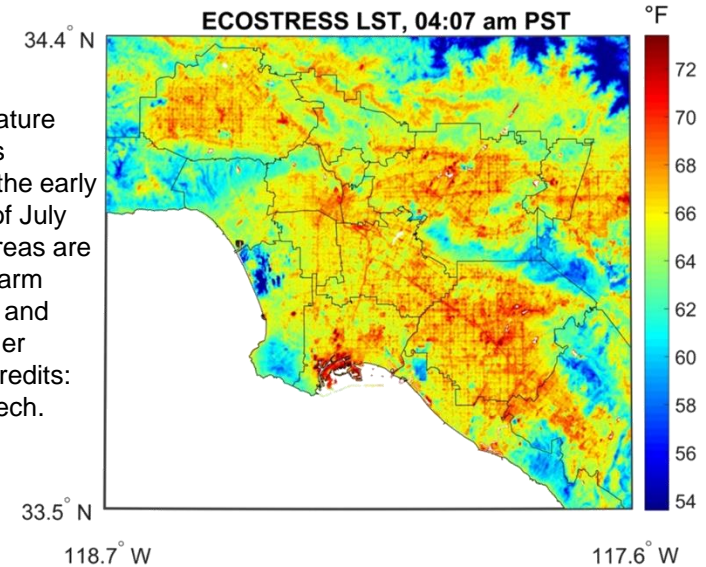 ECOSTRESS LST, 04:07 am PST
°F
34.4° N
ature
s
the early
of July
reas are
arm
and
er
redits:
ech.
72
70
68
66
64
62
60
58
56
54
33.5° N
118.7° W
117.6° W